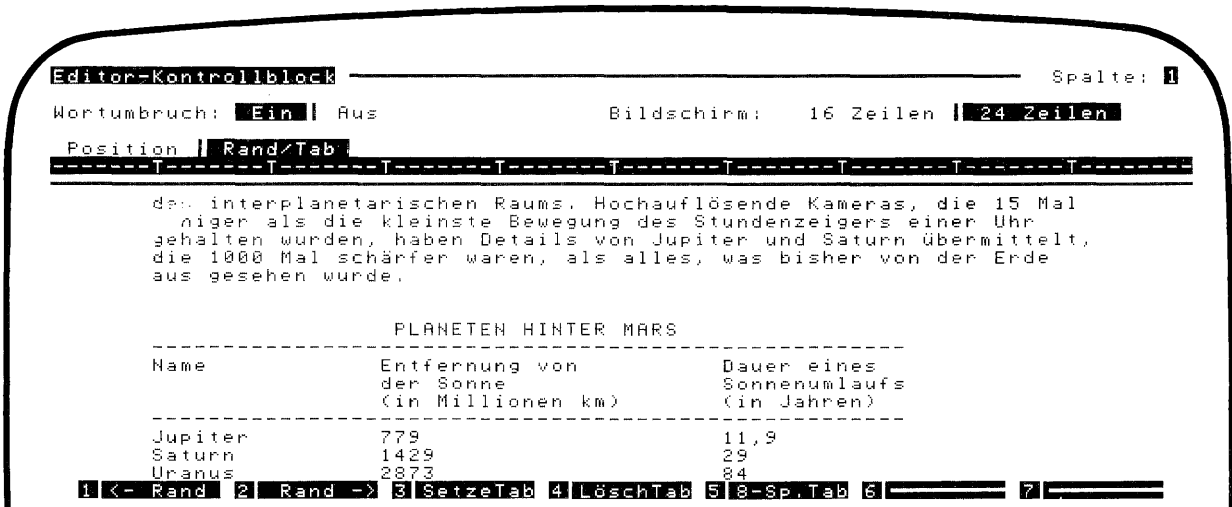 Editor-Kontrollblock Spalte: 1
Wortumbruch: Ein Aus Bildschirm: 16 Zeilen 24 Zeilen
Position Rand/Tab
---------T---------T---------T---------T---------T---------T---------T---------T---------T----------
interplanetarischen Raums. Hochauflösende Kameras, die 15 Mal
niger als die kleinste Bewegung des Stundenzeigers einer Uhr
gehalten wurden, haben Details von Jupiter und Saturn übermittelt,
die 1000 Mal schärfer waren, als alles, was bisher von der Erde
aus gesehen wurde.
PLANETEN HINTER MARS
Name Entfernung von Dauer eines
der Sonne Sonnenumlaufs
(in Millionen km) (in Jahren)
Jupiter 779 11,9
Saturn 1429 29
Uranus 2873 84
1 <- Rand 2 Rand -> 3 SetzeTab 4 LöschTab 5 8-Sp.Tab 6 7